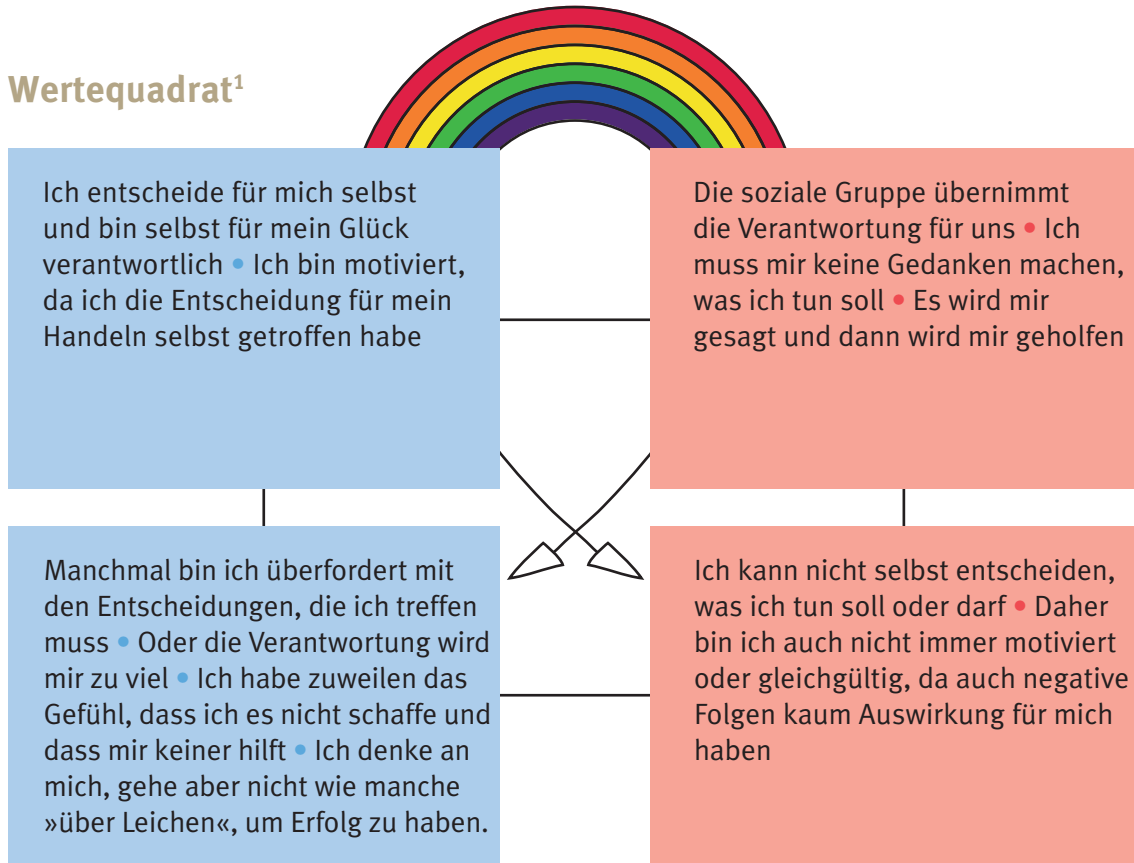 Wertequadrat¹
Ich entscheide für mich selbst
und bin selbst für mein Glück
verantwortlich • Ich bin motiviert,
da ich die Entscheidung für mein
Handeln selbst getroffen habe
Die soziale Gruppe übernimmt
die Verantwortung für uns • Ich
muss mir keine Gedanken machen,
was ich tun soll • Es wird mir
gesagt und dann wird mir geholfen
Manchmal bin ich überfordert mit
den Entscheidungen, die ich treffen
muss • Oder die Verantwortung wird
mir zu viel • Ich habe zuweilen das
Gefühl, dass ich es nicht schaffe und
dass mir keiner hilft • Ich denke an
mich, gehe aber nicht wie manche
»über Leichen«, um Erfolg zu haben.
Ich kann nicht selbst entscheiden,
was ich tun soll oder darf • Daher
bin ich auch nicht immer motiviert
oder gleichgültig, da auch negative
Folgen kaum Auswirkung für mich
haben